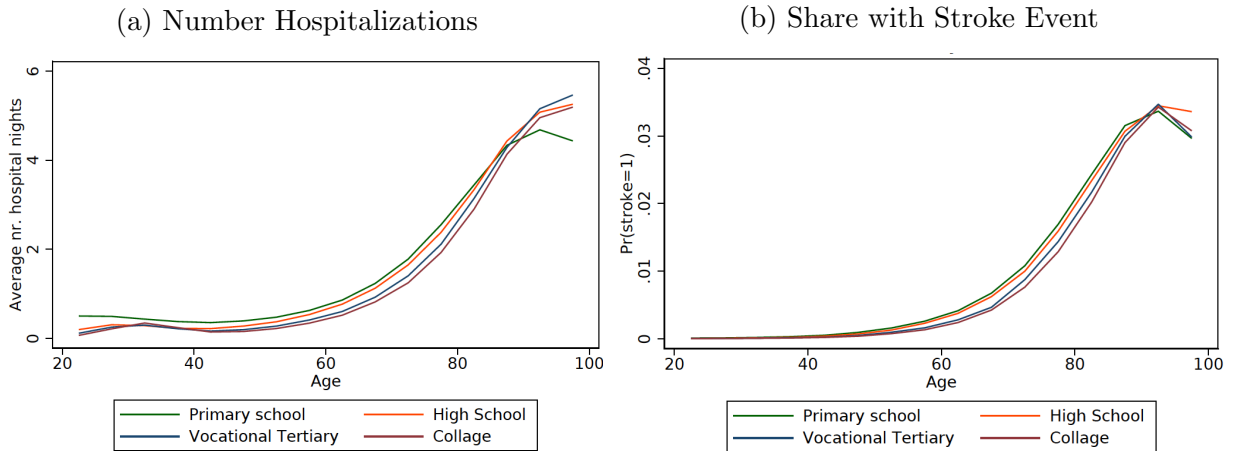 (a) Number Hospitalizations
Average nr. hospital nights
6
4
2
0
20 40 60 80 100
Age
Primary school High School
Vocational Tertiary Collage
(b) Share with Stroke Event
Pr(stroke=1)
.04
.03
.02
.01
0
20 40 60 80 100
Age
Primary school High School
Vocational Tertiary Collage